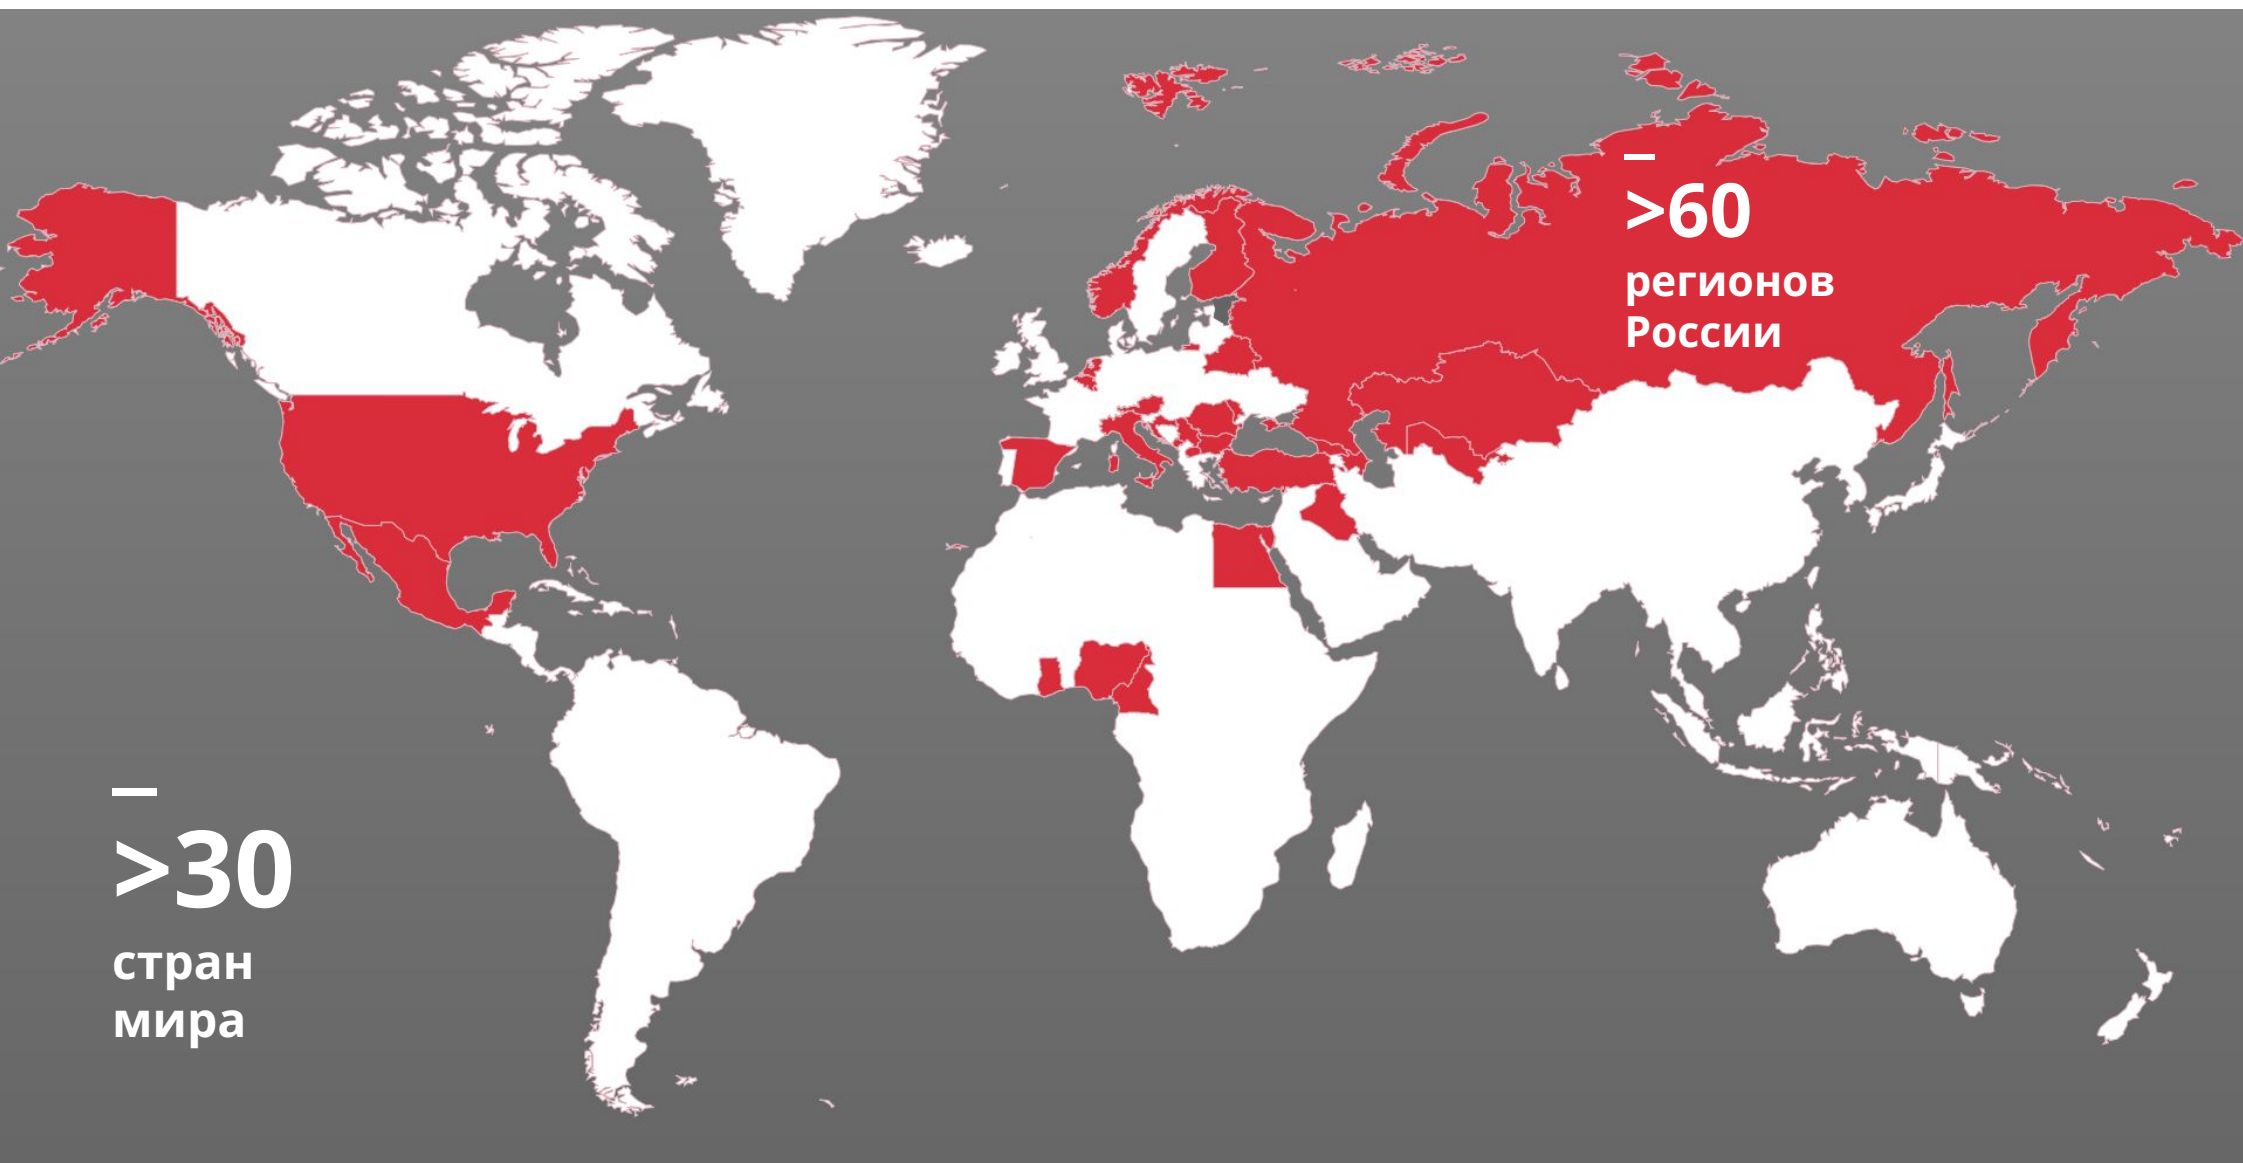 >60
регионов
России
>30
стран
мира